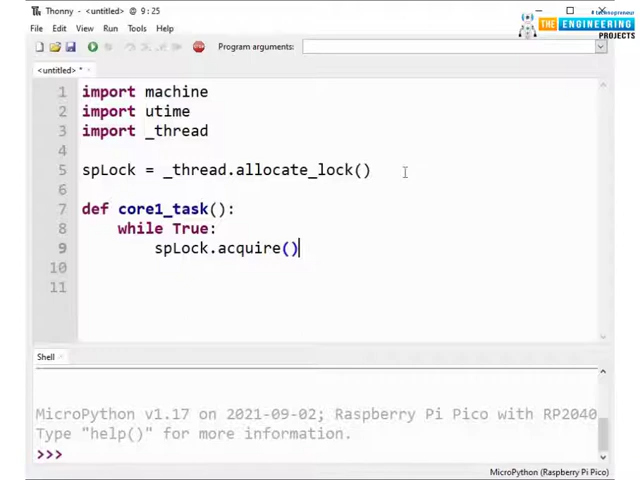 Thonny - <untitled> @ 9:25
File Edit View Run Tools Help
THE ENGINEERING
PROJECTS
Program arguments:
<untitled> *
1 import machine
2 import utime
3 import _thread
4
5 spLock = _thread.allocate_lock()
6
7 def core1_task():
8 while True:
9 spLock.acquire()
10
11
Shell
MicroPython v1.17 on 2021-09-02; Raspberry Pi Pico with RP2040
Type "help()" for more information.
>>>
MicroPython (Raspberry Pi Pico)